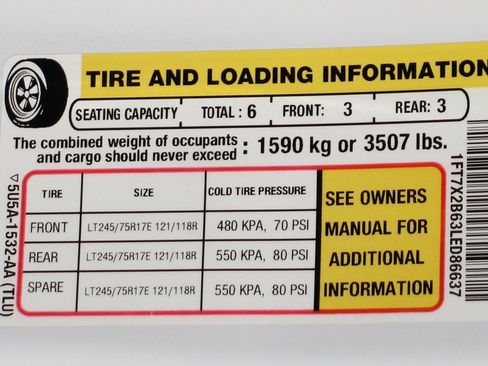 TIRE AND LOADING INFORMATION
SEATING CAPACITY TOTAL : 6 FRONT: 3 REAR: 3
The combined weight of occupants
and cargo should never exceed : 1590 kg or 3507 lbs.
TIRE SIZE COLD TIRE PRESSURE
FRONT LT245/75R17E 121/118R 480 KPA, 70 PSI
REAR LT245/75R17E 121/118R 550 KPA, 80 PSI
SPARE LT245/75R17E 121/118R 550 KPA, 80 PSI
SEE OWNERS
MANUAL FOR
ADDITIONAL
INFORMATION
▽5U5A-1532-AA (TLU)
1FT7X2B63LED86637